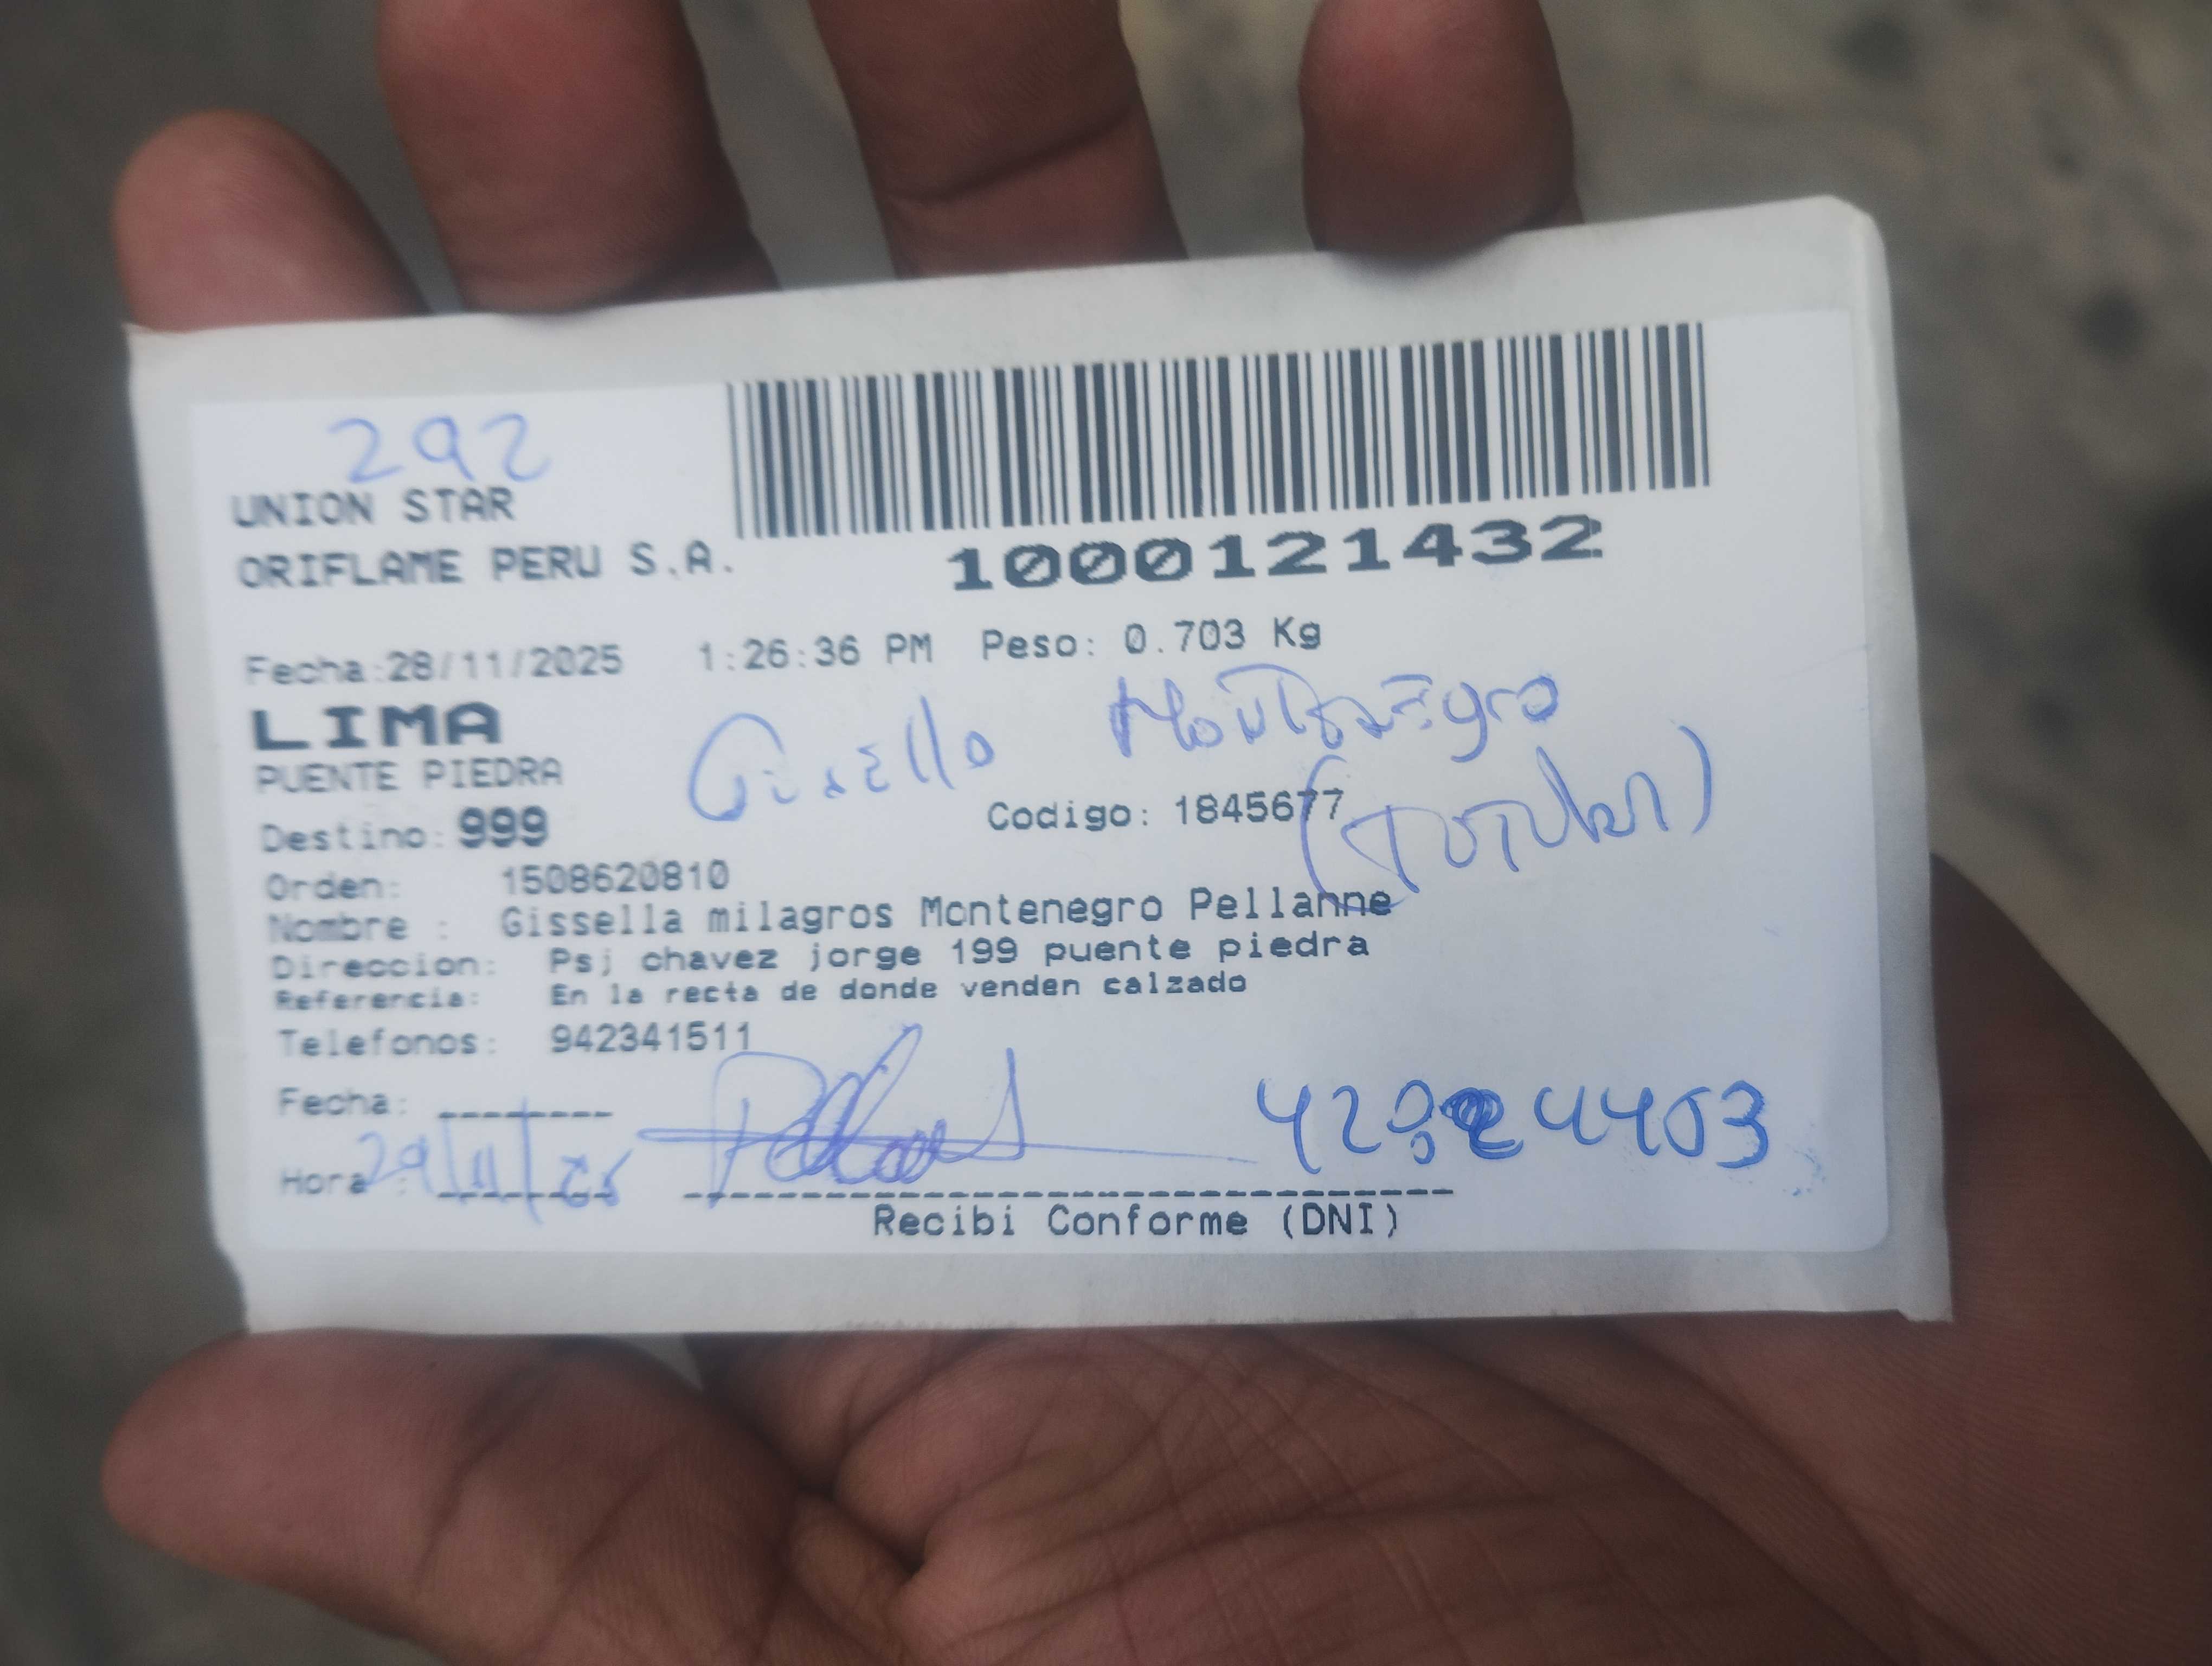 292
UNION STAR
ORIFLAME PERU S.A.
1000121432
Fecha:28/11/2025 1:26:36 PM Peso: 0.703 Kg
LIMA
Gisella Montenegro
PUENTE PIEDRA
(Titular)
Destino: 999 Codigo: 1845677
Orden: 1508620810
Nombre : Gissella milagros Montenegro Pellanne
Direccion: Psj chavez jorge 199 puente piedra
Referencia: En la recta de donde venden calzado
Telefonos: 942341511
Fecha:
29/11/25
Hora :
Recibi Conforme (DNI)